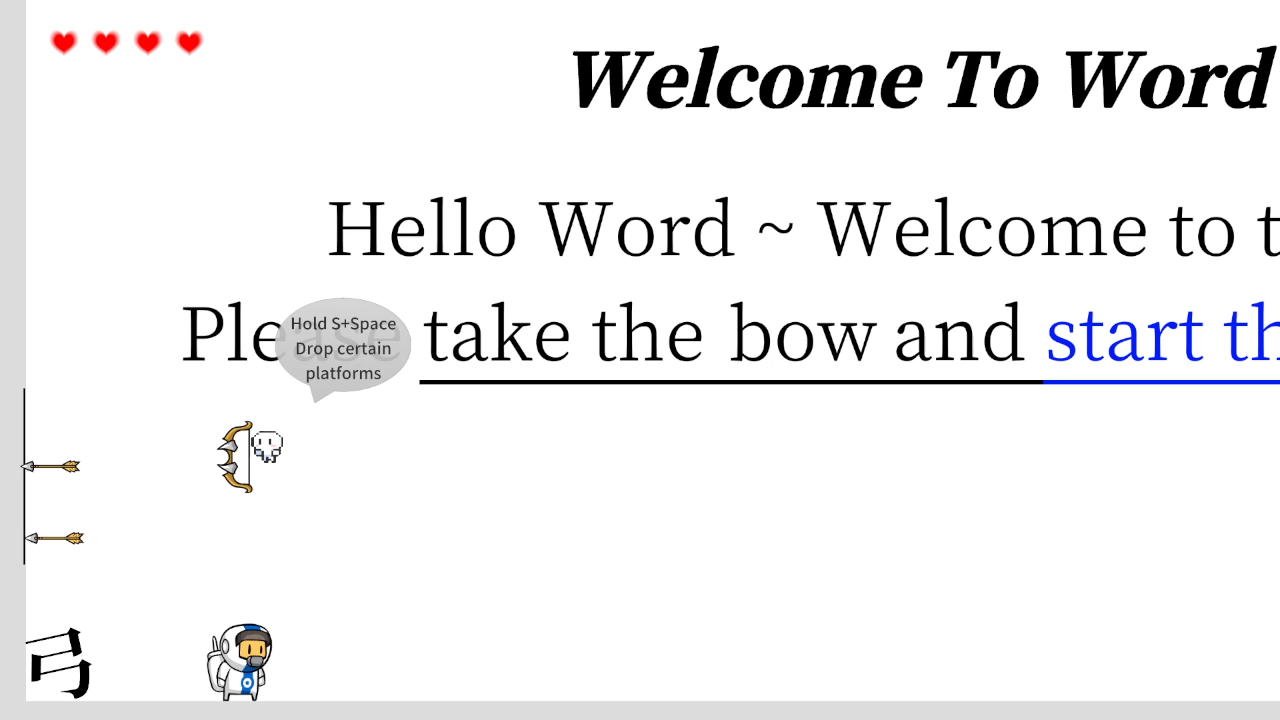 Welcome To Word
Hello Word ~ Welcome to t
Please take the bow and start th
Hold S+Space
Drop certain
platforms
弓